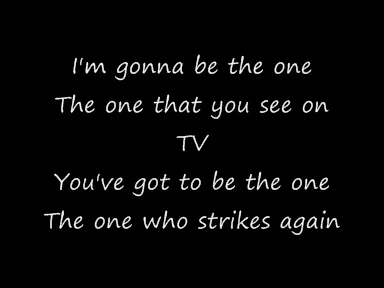 I'm gonna be the one
The one that you see on
TV
You've got to be the one
The one who strikes again